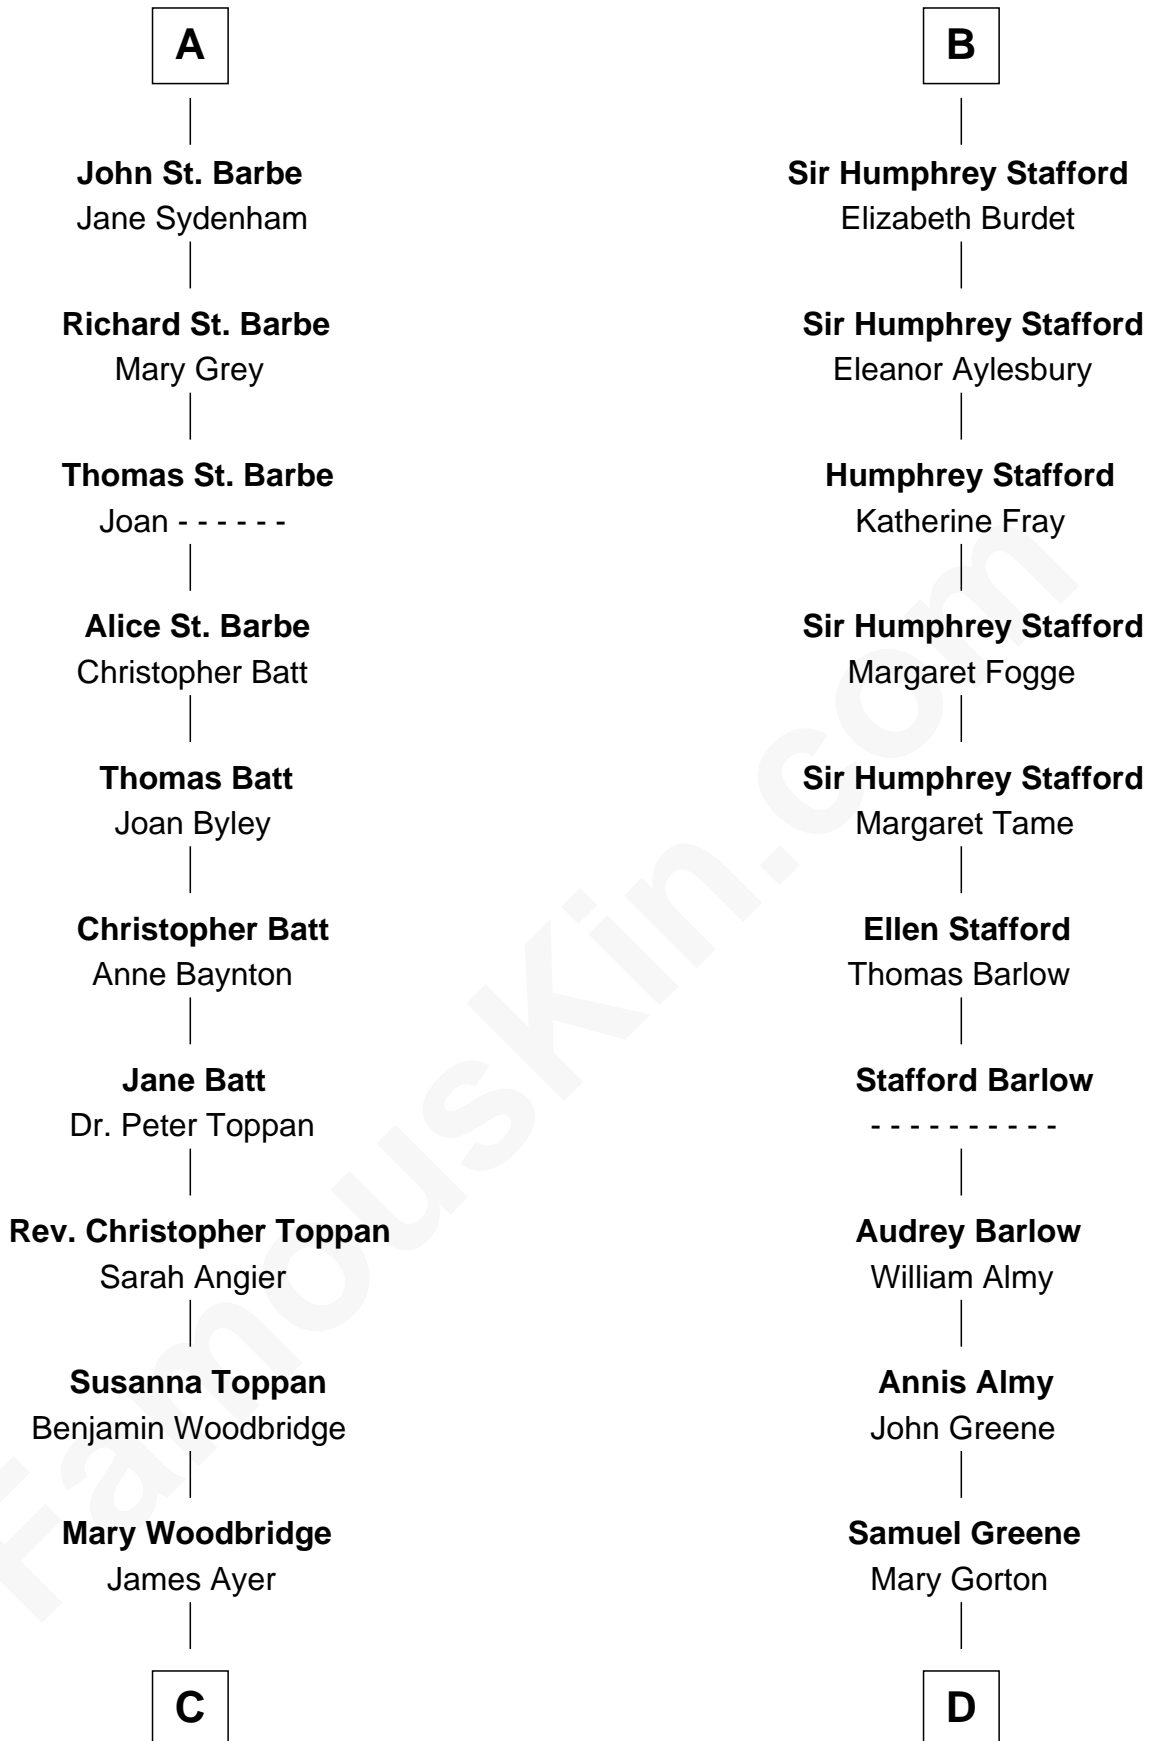 A
John St. Barbe
Jane Sydenham
Richard St. Barbe
Mary Grey
Thomas St. Barbe
Joan - - - - - -
Alice St. Barbe
Christopher Batt
Thomas Batt
Joan Byley
Christopher Batt
Anne Baynton
Jane Batt
Dr. Peter Toppan
Rev. Christopher Toppan
Sarah Angier
Susanna Toppan
Benjamin Woodbridge
Mary Woodbridge
James Ayer
C
B
Sir Humphrey Stafford
Elizabeth Burdet
Sir Humphrey Stafford
Eleanor Aylesbury
Humphrey Stafford
Katherine Fray
Sir Humphrey Stafford
Margaret Fogge
Sir Humphrey Stafford
Margaret Tame
Ellen Stafford
Thomas Barlow
Stafford Barlow
- - - - - - - - - -
Audrey Barlow
William Almy
Annis Almy
John Greene
Samuel Greene
Mary Gorton
D
FamousKin.com